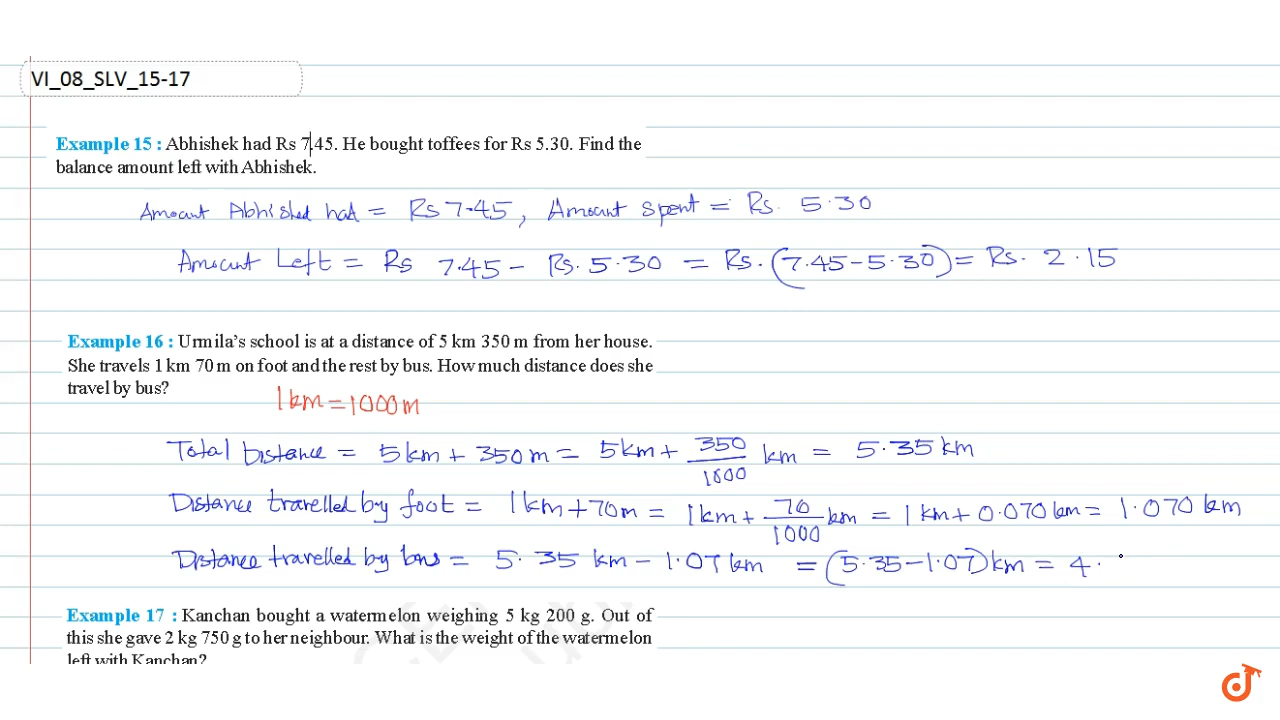 VI_08_SLV_15-17
Example 15 : Abhishek had Rs 7.45. He bought toffees for Rs 5.30. Find the
balance amount left with Abhishek.
Amount Abhished had = Rs 7.45, Amount spent = Rs. 5.30
Amount Left = Rs 7.45 - Rs. 5.30 = Rs. (7.45 - 5.30) = Rs. 2.15
Example 16 : Urmila's school is at a distance of 5 km 350 m from her house.
She travels 1 km 70 m on foot and the rest by bus. How much distance does she
travel by bus?
1 km = 1000 m
Total Distance = 5 km + 350 m = 5 km + 350/1000 km = 5.35 km
Distance travelled by foot = 1 km + 70 m = 1 km + 70/1000 km = 1 km + 0.070 km = 1.070 km
Distance travelled by bus = 5.35 km - 1.07 km = (5.35 - 1.07) km = 4.
Example 17 : Kanchan bought a watermelon weighing 5 kg 200 g. Out of
this she gave 2 kg 750 g to her neighbour. What is the weight of the watermelon
left with Kanchan?